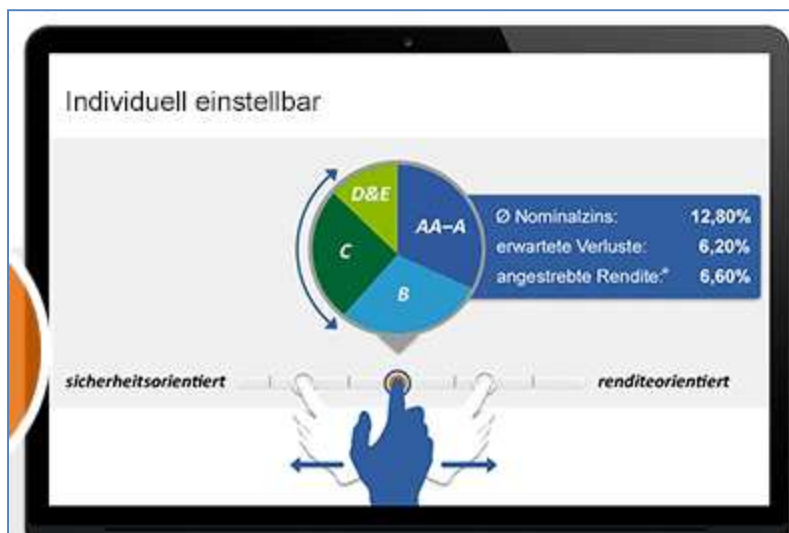 Individuell einstellbar
D&E
AA–A
C
B
Ø Nominalzins: 12,80%
erwartete Verluste: 6,20%
angestrebte Rendite:* 6,60%
sicherheitsorientiert
renditeorientiert